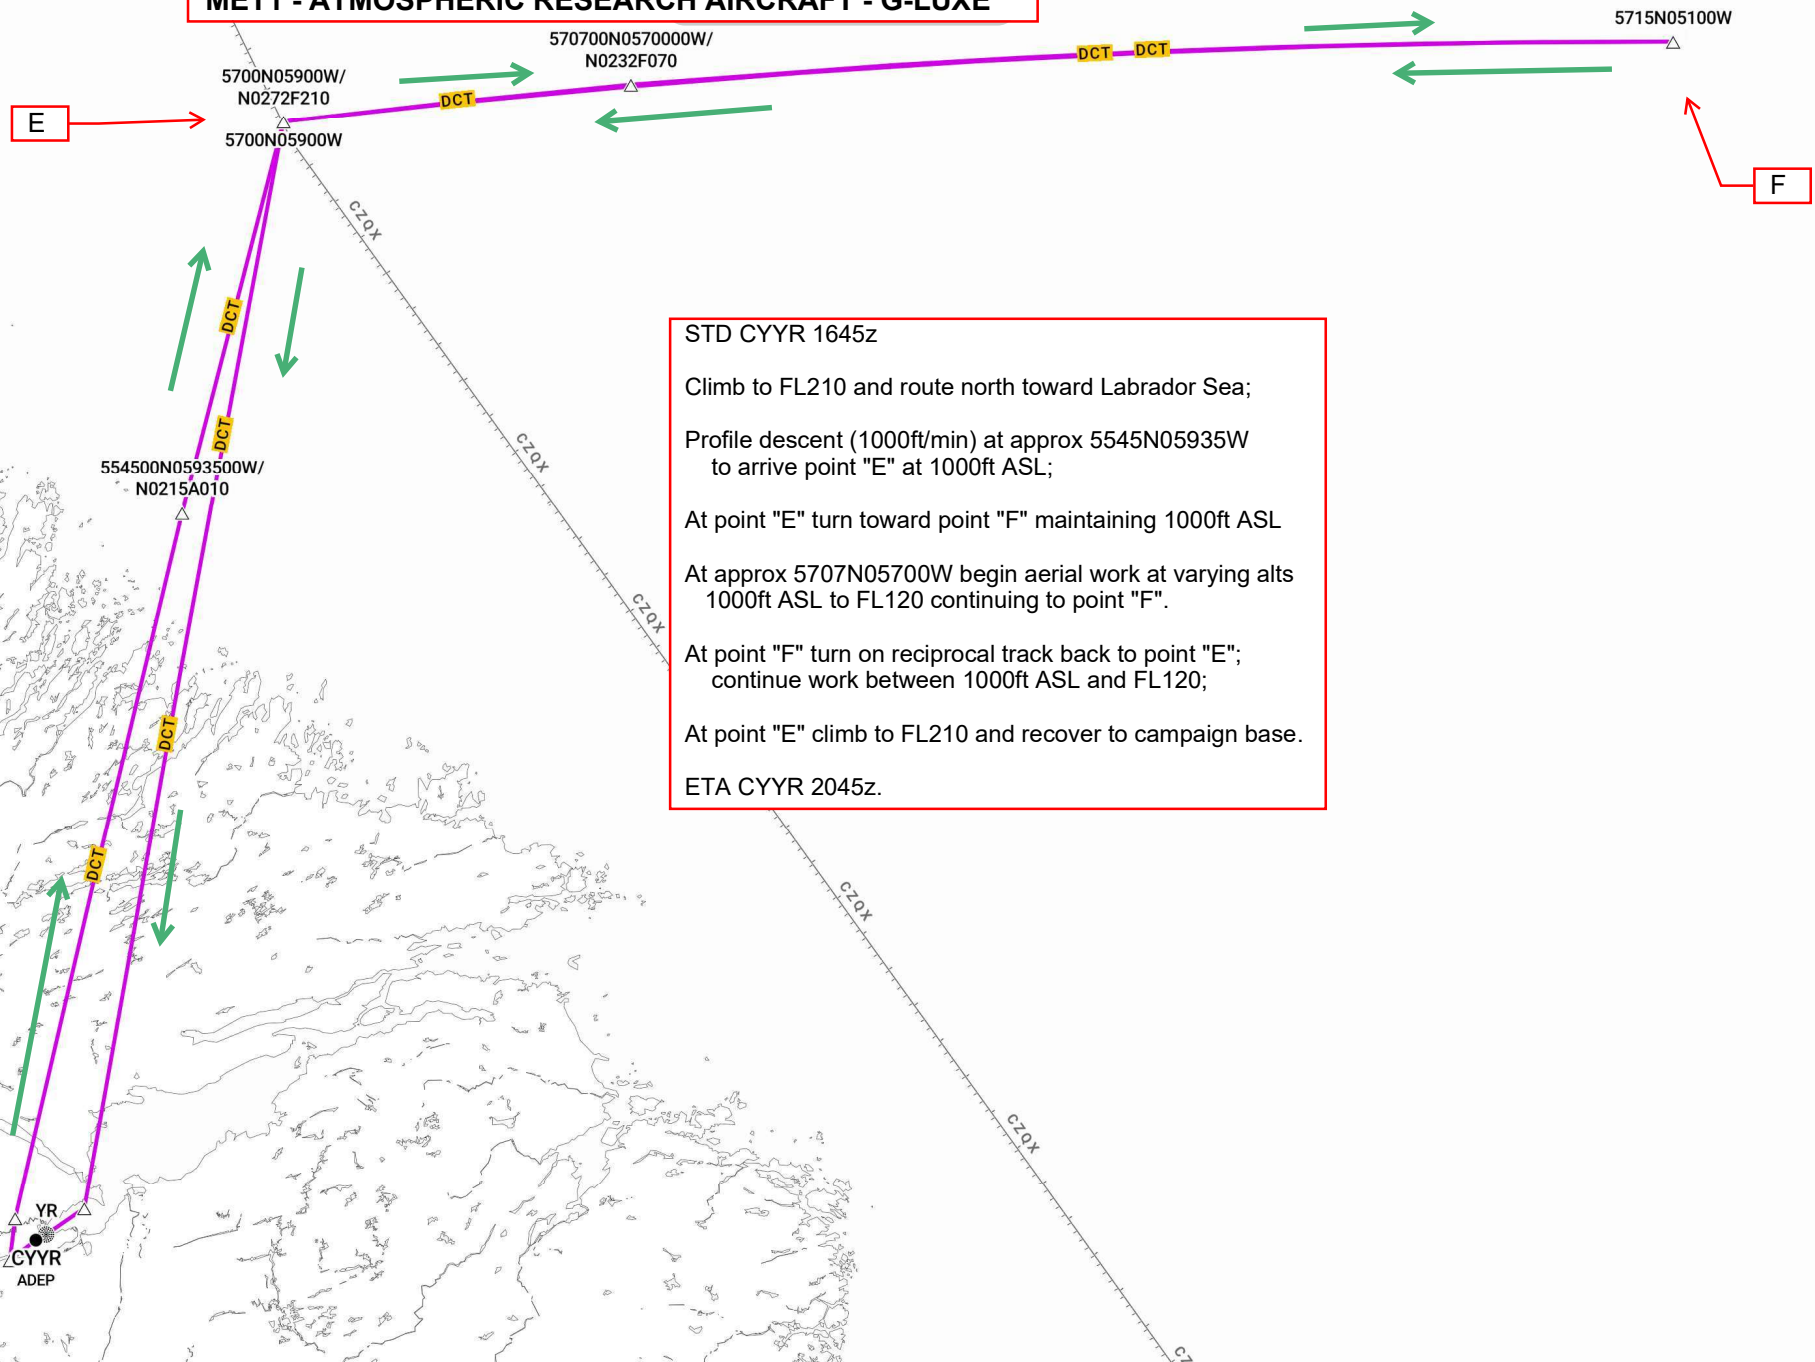 MET1 - ATMOSPHERIC RESEARCH AIRCRAFT - G-LUXE
5715N05100W
570700N0570000W/
N0232F070
DCT
DCT
5700N05900W/
N0272F210
DCT
E
5700N05900W
F
CZQX
DCT
STD CYYR 1645z
Climb to FL210 and route north toward Labrador Sea;
Profile descent (1000ft/min) at approx 5545N05935W
to arrive point "E" at 1000ft ASL;
At point "E" turn toward point "F" maintaining 1000ft ASL
At approx 5707N05700W begin aerial work at varying alts
1000ft ASL to FL120 continuing to point "F".
At point "F" turn on reciprocal track back to point "E";
continue work between 1000ft ASL and FL120;
At point "E" climb to FL210 and recover to campaign base.
ETA CYYR 2045z.
DCT
CZQX
554500N0593500W/
N0215A010
CZQX
DCT
DCT
CZQX
CZQX
YR
CYYR
ADEP